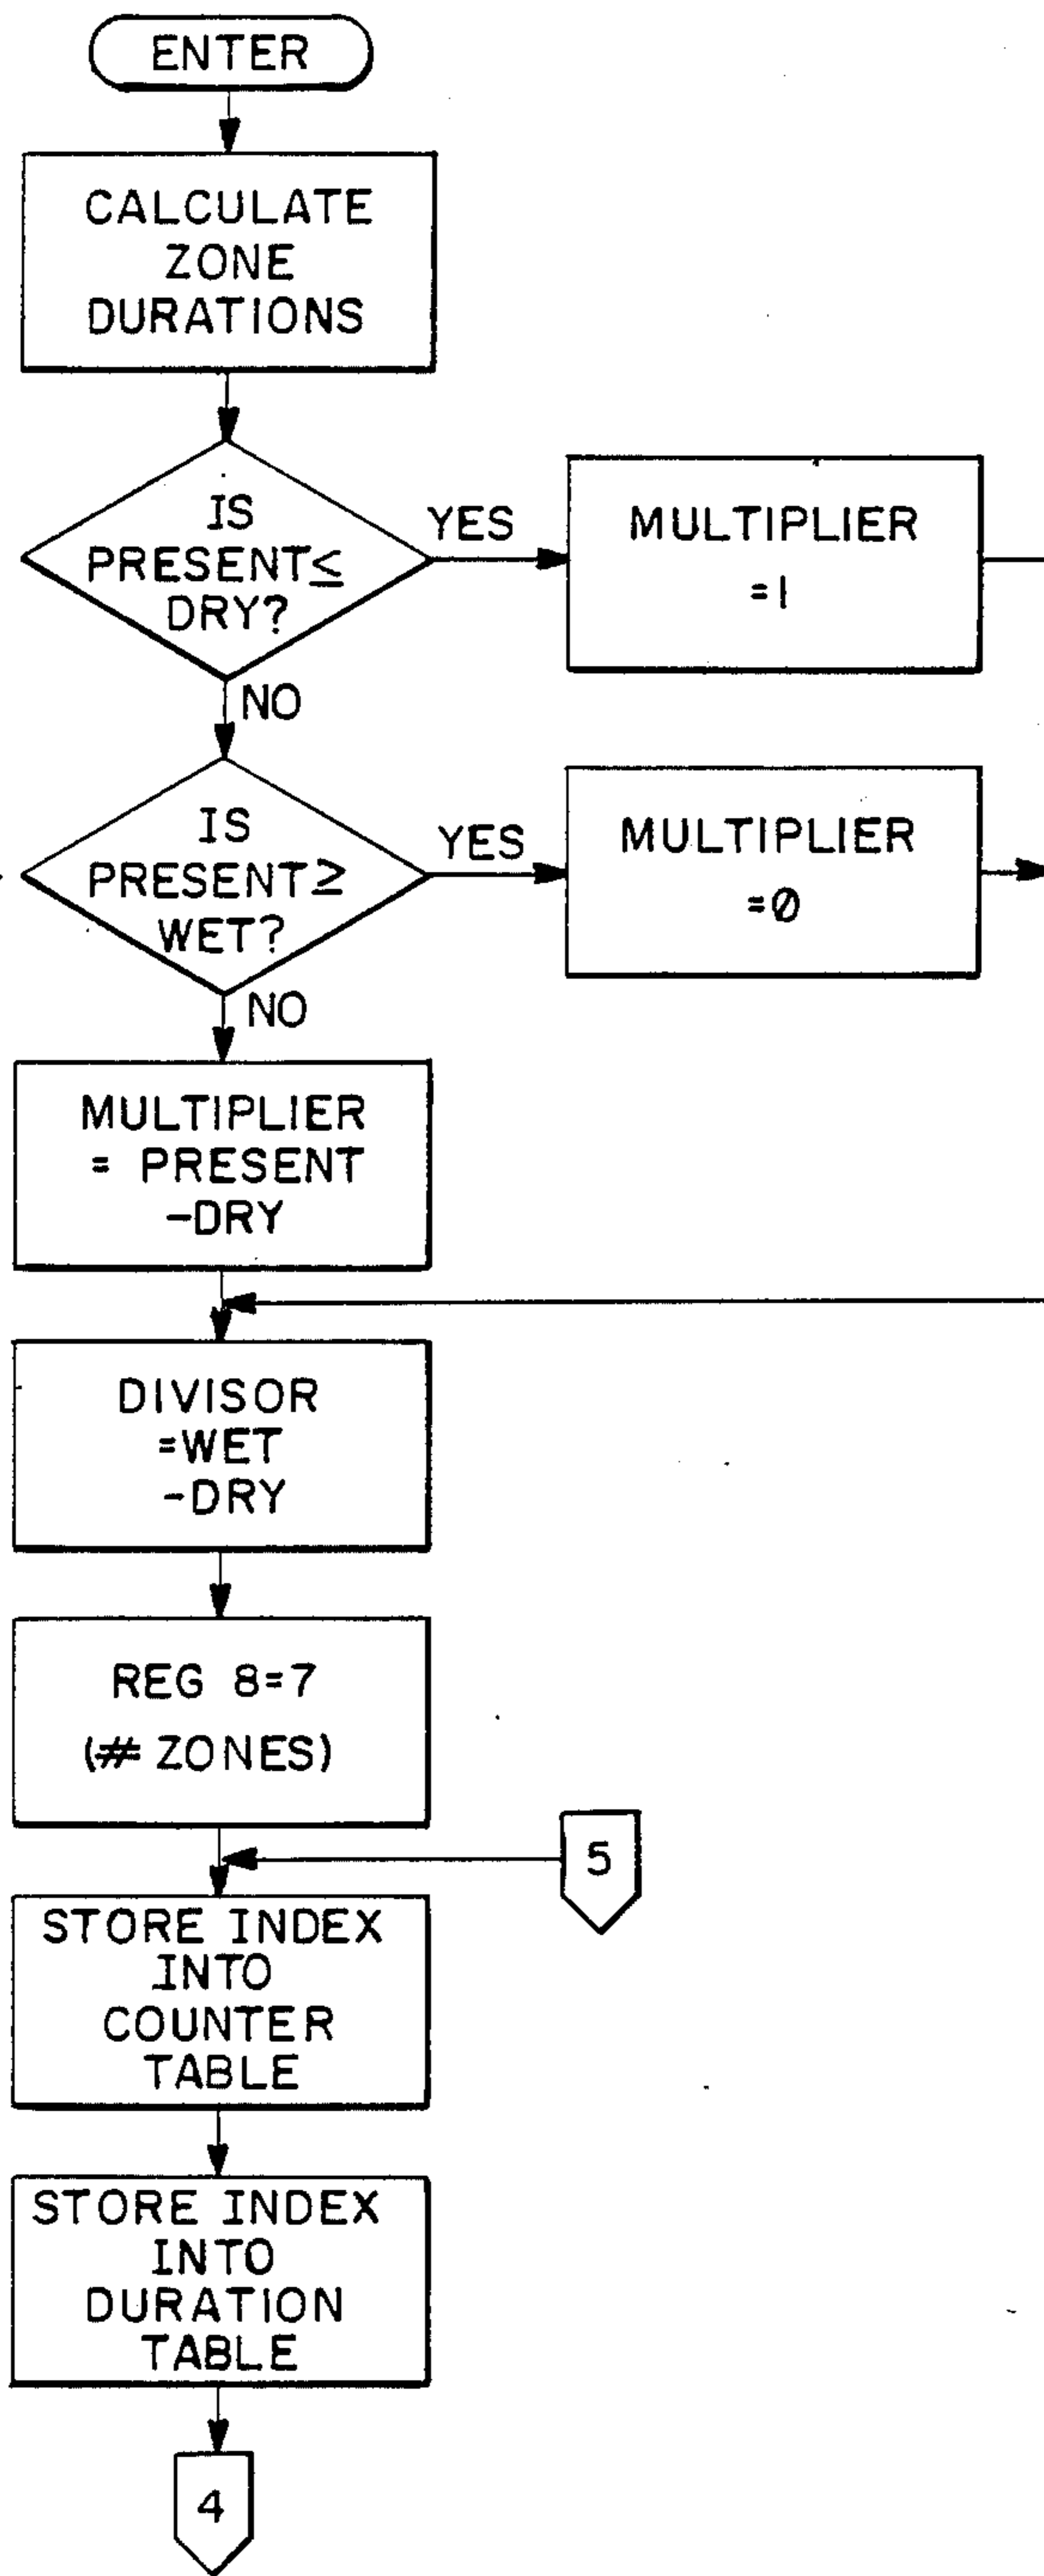 ENTER
CALCULATE
ZONE
DURATIONS
IS
PRESENT≤
DRY?
YES
MULTIPLIER
=1
NO
IS
PRESENT≥
WET?
YES
MULTIPLIER
=0
NO
MULTIPLIER
= PRESENT
-DRY
DIVISOR
=WET
-DRY
REG 8=7
(# ZONES)
5
STORE INDEX
INTO
COUNTER
TABLE
STORE INDEX
INTO
DURATION
TABLE
4